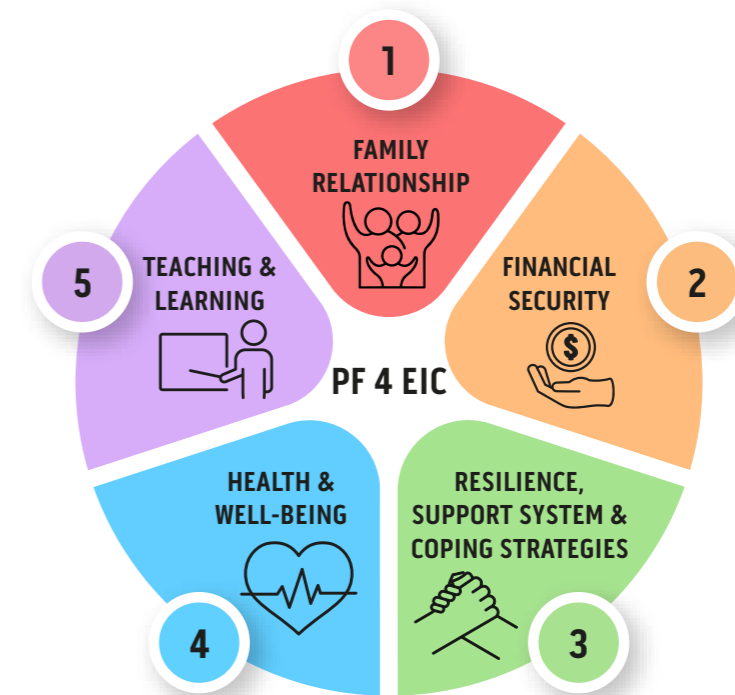 1
FAMILY
RELATIONSHIP
2
FINANCIAL
SECURITY
$
3
RESILIENCE,
SUPPORT SYSTEM &
COPING STRATEGIES
4
HEALTH &
WELL-BEING
5
TEACHING &
LEARNING
PF 4 EIC